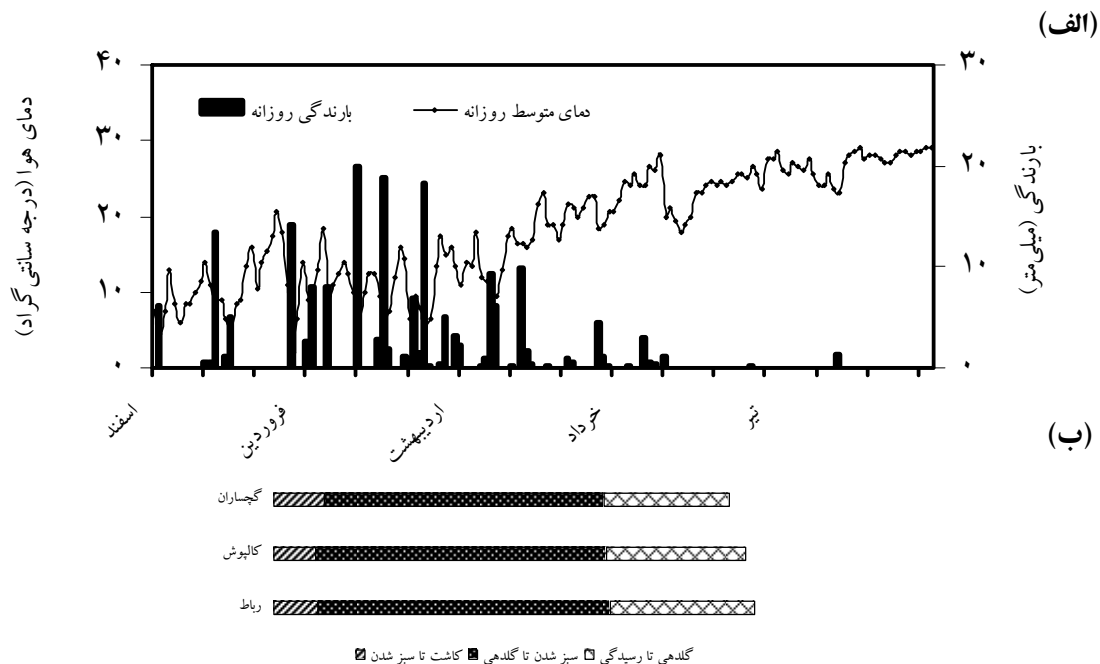 (الف)
۴۰
۳۰
۲۰
۱۰
۰
دمای هوا (درجه سانتی گراد)
بارندگی روزانه
دمای متوسط روزانه
۳۰
۲۰
۱۰
۰
بارندگی (میلی‌متر)
اسفند
فروردین
اردیبهشت
خرداد
تیر
(ب)
گچساران
کالپوش
رباط
کاشت تا سبز شدن
سبز شدن تا گلدهی
گلدهی تا رسیدگی